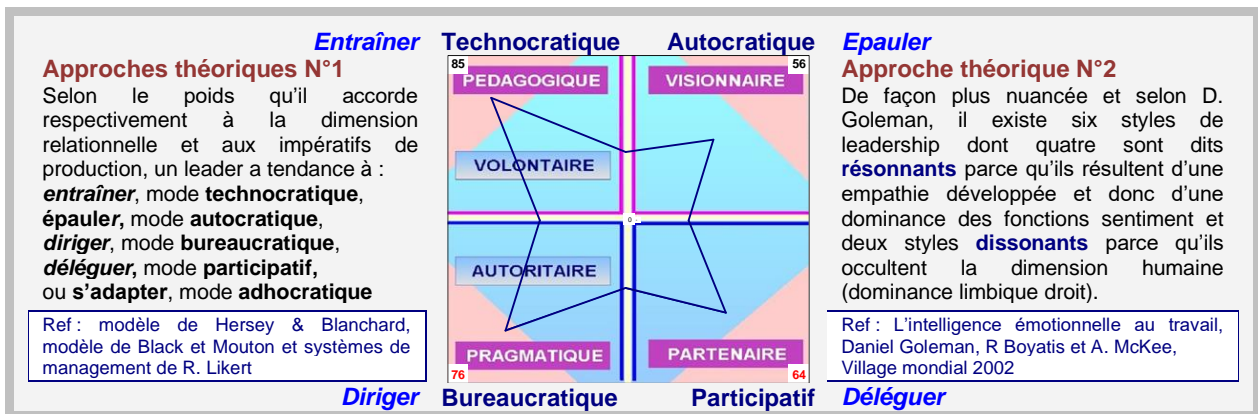 Entraîner Technocratique Autocratique Epauler
Approches théoriques N°1
Selon le poids qu'il accorde
respectivement à la dimension
relationnelle et aux impératifs de
production, un leader a tendance à :
entraîner, mode technocratique,
épauler, mode autocratique,
diriger, mode bureaucratique,
déléguer, mode participatif,
ou s'adapter, mode adhocratique
Ref : modèle de Hersey & Blanchard,
modèle de Black et Mouton et systèmes de
management de R. Likert
85 56
PEDAGOGIQUE VISIONNAIRE
VOLONTAIRE
0
AUTORITAIRE
PRAGMATIQUE PARTENAIRE
76 64
Approche théorique N°2
De façon plus nuancée et selon D.
Goleman, il existe six styles de
leadership dont quatre sont dits
résonnants parce qu'ils résultent d'une
empathie développée et donc d'une
dominance des fonctions sentiment et
deux styles dissonants parce qu'ils
occultent la dimension humaine
(dominance limbique droit).
Ref : L'intelligence émotionnelle au travail,
Daniel Goleman, R Boyatis et A. McKee,
Village mondial 2002
Diriger Bureaucratique Participatif Déléguer